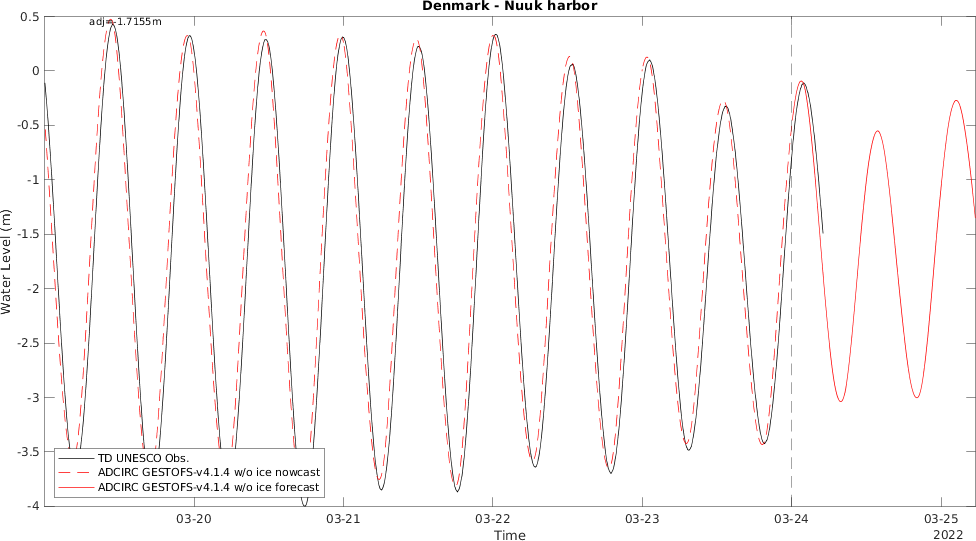 Denmark - Nuuk harbor
adj=-1.7155m
0.5
0
-0.5
-1
-1.5
-2
-2.5
-3
-3.5
-4
Water Level (m)
TD UNESCO Obs.
ADCIRC GESTOFS-v4.1.4 w/o ice nowcast
ADCIRC GESTOFS-v4.1.4 w/o ice forecast
03-20 03-21 03-22 03-23 03-24 03-25
Time
2022